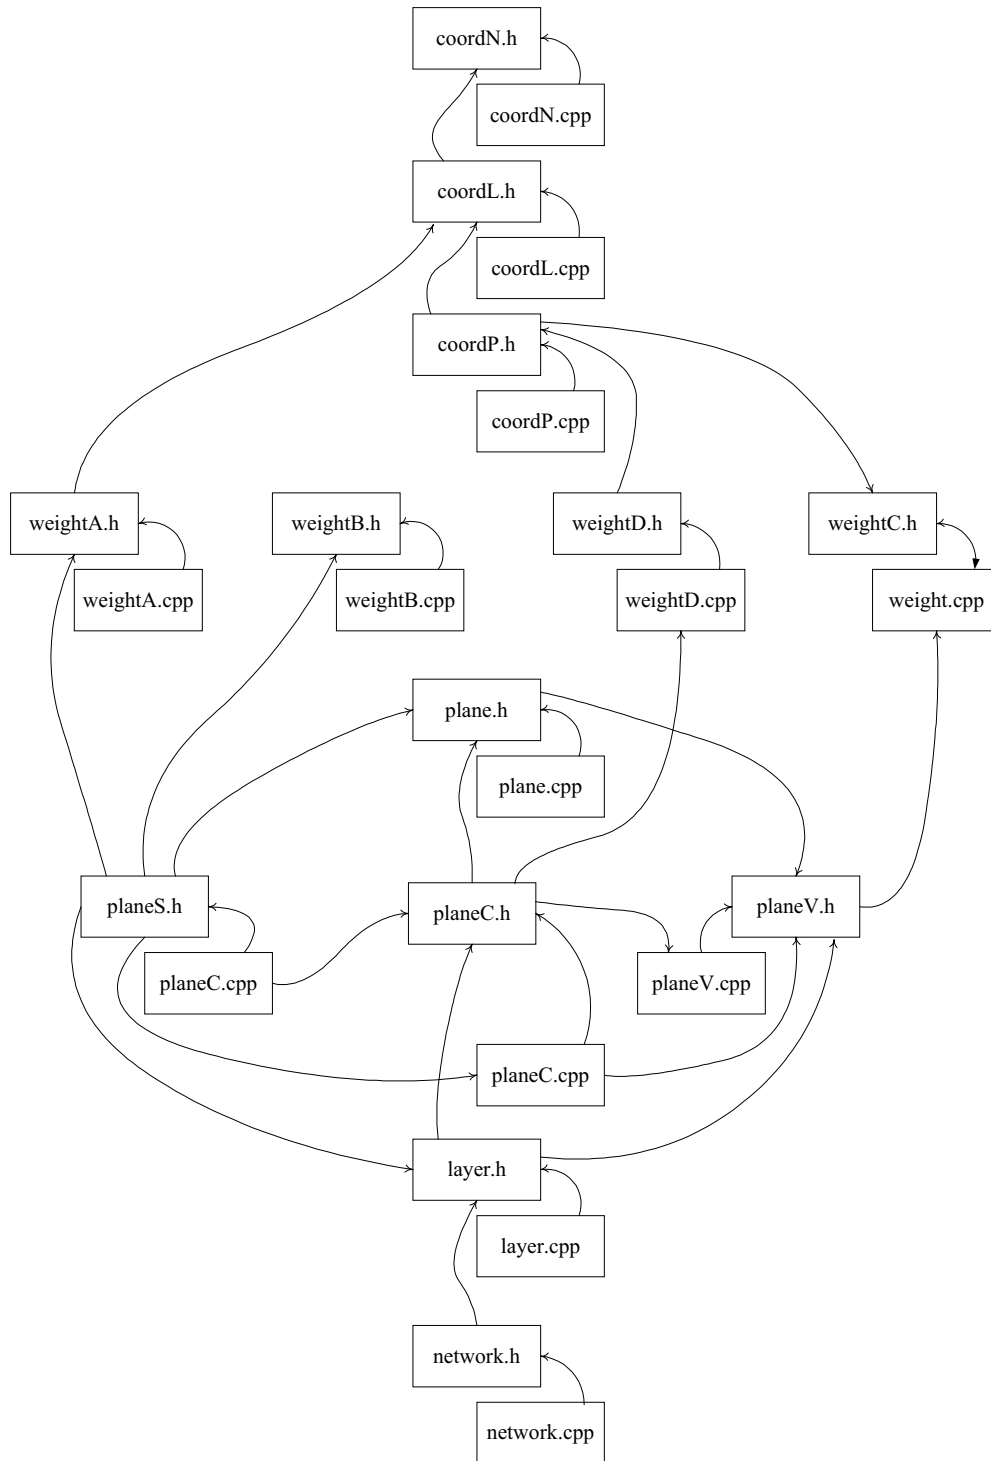 coordN.h
coordN.cpp
coordL.h
coordL.cpp
coordP.h
coordP.cpp
weightA.h
weightB.h
weightD.h
weightC.h
weightA.cpp
weightB.cpp
weightD.cpp
weight.cpp
plane.h
plane.cpp
planeS.h
planeC.h
planeV.h
planeC.cpp
planeV.cpp
planeC.cpp
layer.h
layer.cpp
network.h
network.cpp